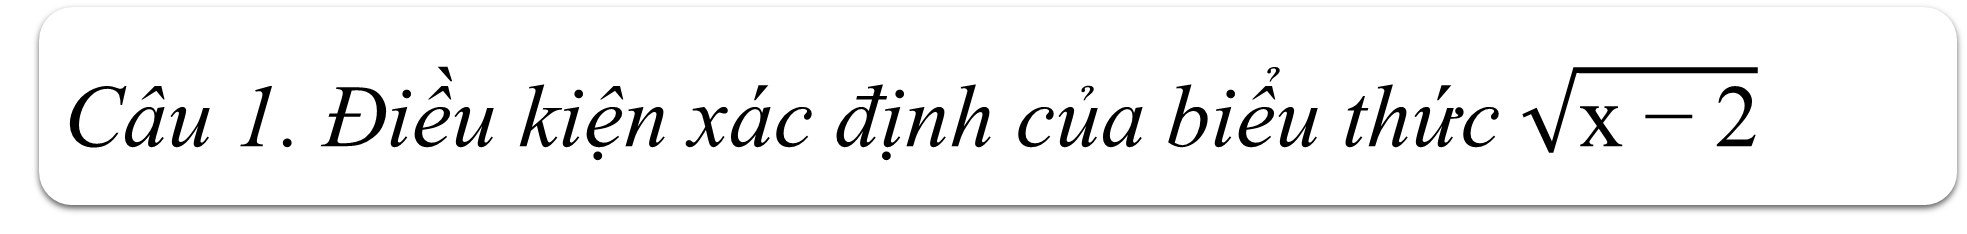 Câu 1. Điều kiện xác định của biểu thức √x − 2